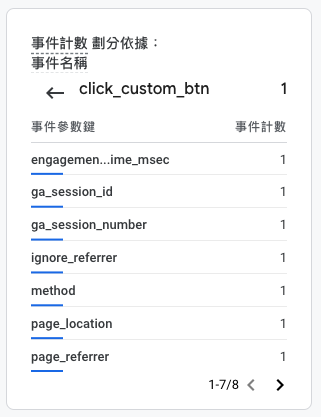 事件計數 劃分依據：
事件名稱
← click_custom_btn 1
事件參數鍵 事件計數
engagemen...ime_msec 1
ga_session_id 1
ga_session_number 1
ignore_referrer 1
method 1
page_location 1
page_referrer 1
1-7/8